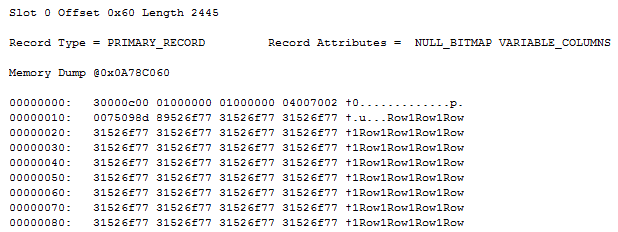 Slot 0 Offset 0x60 Length 2445
Record Type = PRIMARY_RECORD Record Attributes = NULL_BITMAP VARIABLE_COLUMNS
Memory Dump @0x0A78C060
00000000: 30000c00 01000000 01000000 04007002 †0.............p.
00000010: 0075098d 89526f77 31526f77 31526f77 †.u...Row1Row1Row
00000020: 31526f77 31526f77 31526f77 31526f77 †1Row1Row1Row1Row
00000030: 31526f77 31526f77 31526f77 31526f77 †1Row1Row1Row1Row
00000040: 31526f77 31526f77 31526f77 31526f77 †1Row1Row1Row1Row
00000050: 31526f77 31526f77 31526f77 31526f77 †1Row1Row1Row1Row
00000060: 31526f77 31526f77 31526f77 31526f77 †1Row1Row1Row1Row
00000070: 31526f77 31526f77 31526f77 31526f77 †1Row1Row1Row1Row
00000080: 31526f77 31526f77 31526f77 31526f77 †1Row1Row1Row1Row